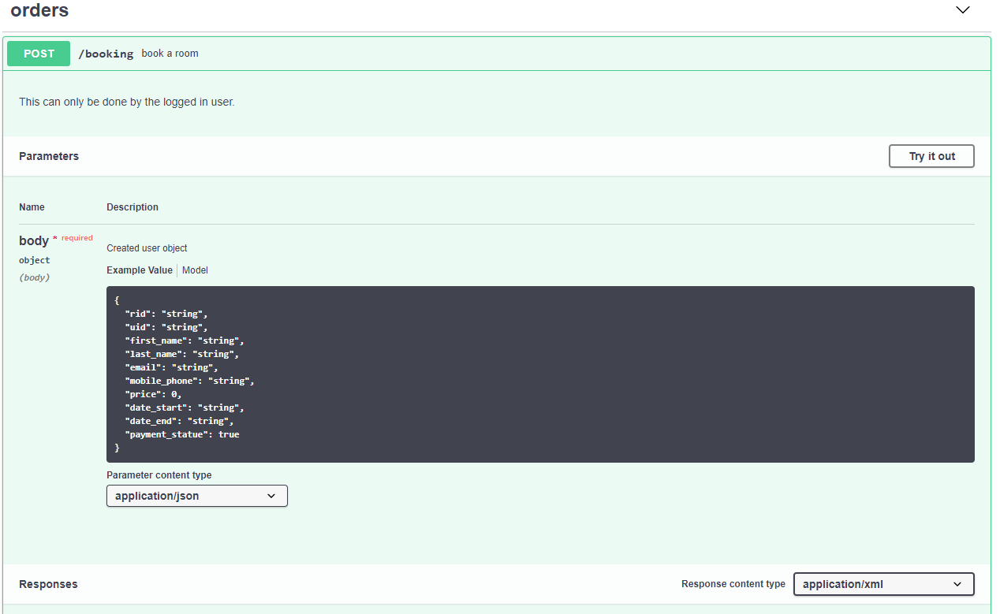 orders
POST /booking book a room
This can only be done by the logged in user.
Parameters Try it out
Name Description
body * required
object
(body)
Created user object
Example Value Model
{
"rid": "string",
"uid": "string",
"first_name": "string",
"last_name": "string",
"email": "string",
"mobile_phone": "string",
"price": 0,
"date_start": "string",
"date_end": "string",
"payment_statue": true
}
Parameter content type
application/json
Responses Response content type application/xml